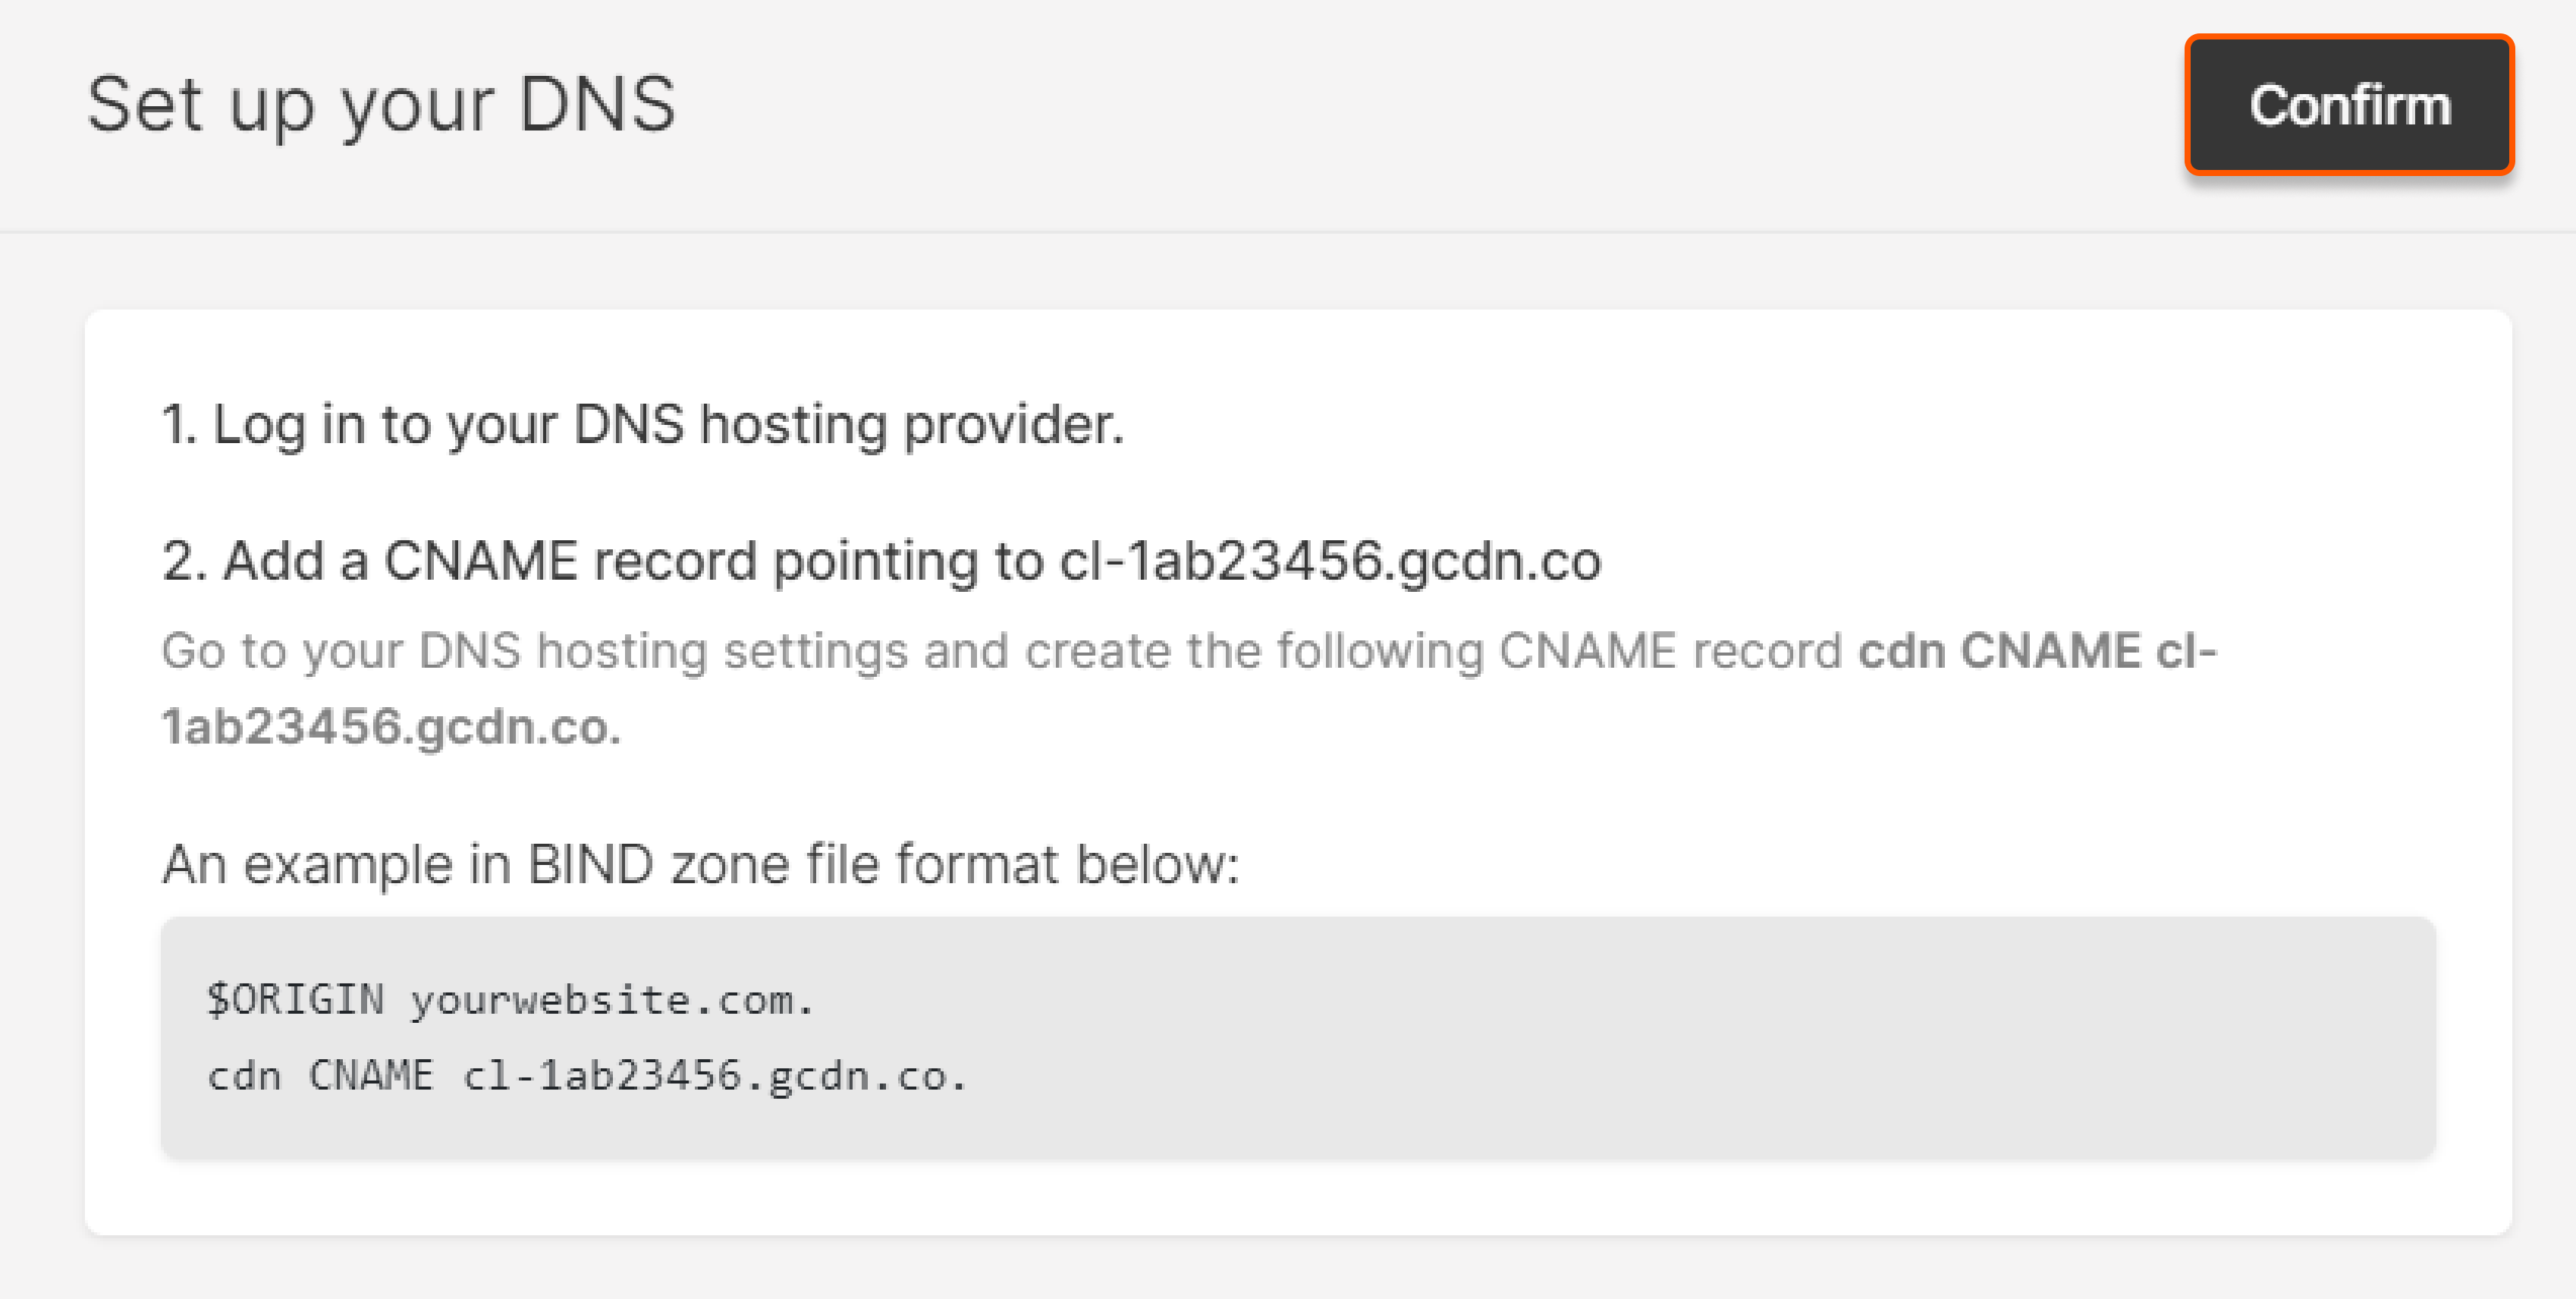 Set up your DNS
Confirm
1. Log in to your DNS hosting provider.
2. Add a CNAME record pointing to cl-1ab23456.gcdn.co
Go to your DNS hosting settings and create the following CNAME record cdn CNAME cl-
1ab23456.gcdn.co.
An example in BIND zone file format below:
$ORIGIN yourwebsite.com.
cdn CNAME cl-1ab23456.gcdn.co.